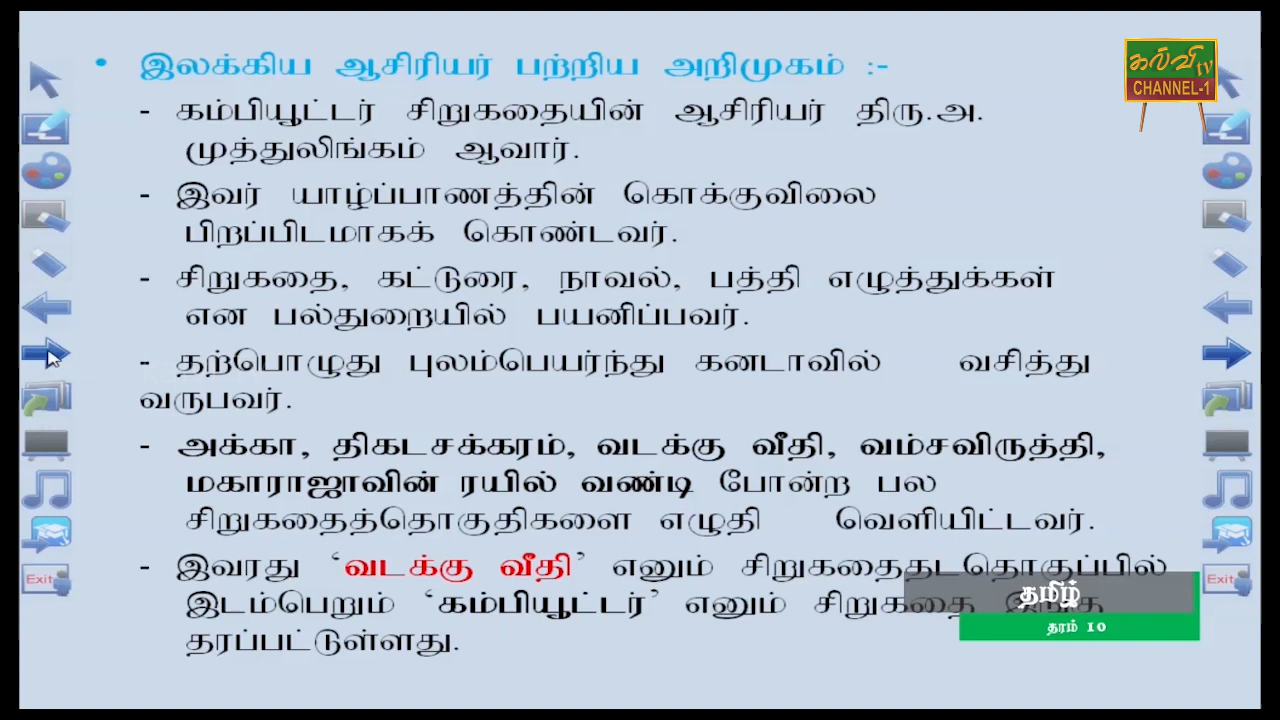 • இலக்கிய ஆசிரியர் பற்றிய அறிமுகம் :-
- கம்பியூட்டர் சிறுகதையின் ஆசிரியர் திரு.அ.
முத்துலிங்கம் ஆவார்.
- இவர் யாழ்ப்பாணத்தின் கொக்குவிலை
பிறப்பிடமாகக் கொண்டவர்.
- சிறுகதை, கட்டுரை, நாவல், பத்தி எழுத்துக்கள்
என பல்துறையில் பயனிப்பவர்.
- தற்பொழுது புலம்பெயர்ந்து கனடாவில் வசித்து
வருபவர்.
- அக்கா, திகடசக்கரம், வடக்கு வீதி, வம்சவிருத்தி,
மகாராஜாவின் ரயில் வண்டி போன்ற பல
சிறுகதைத்தொகுதிகளை எழுதி வெளியிட்டவர்.
- இவரது ‘வடக்கு வீதி’ எனும் சிறுகதைதடதொகுப்பில்
இடம்பெறும் ‘கம்பியூட்டர்’ எனும் சிறுகதை
தரப்பட்டுள்ளது.
கல்வி tv
CHANNEL-1
Exit
Exit
தமிழ்
தரம் 10